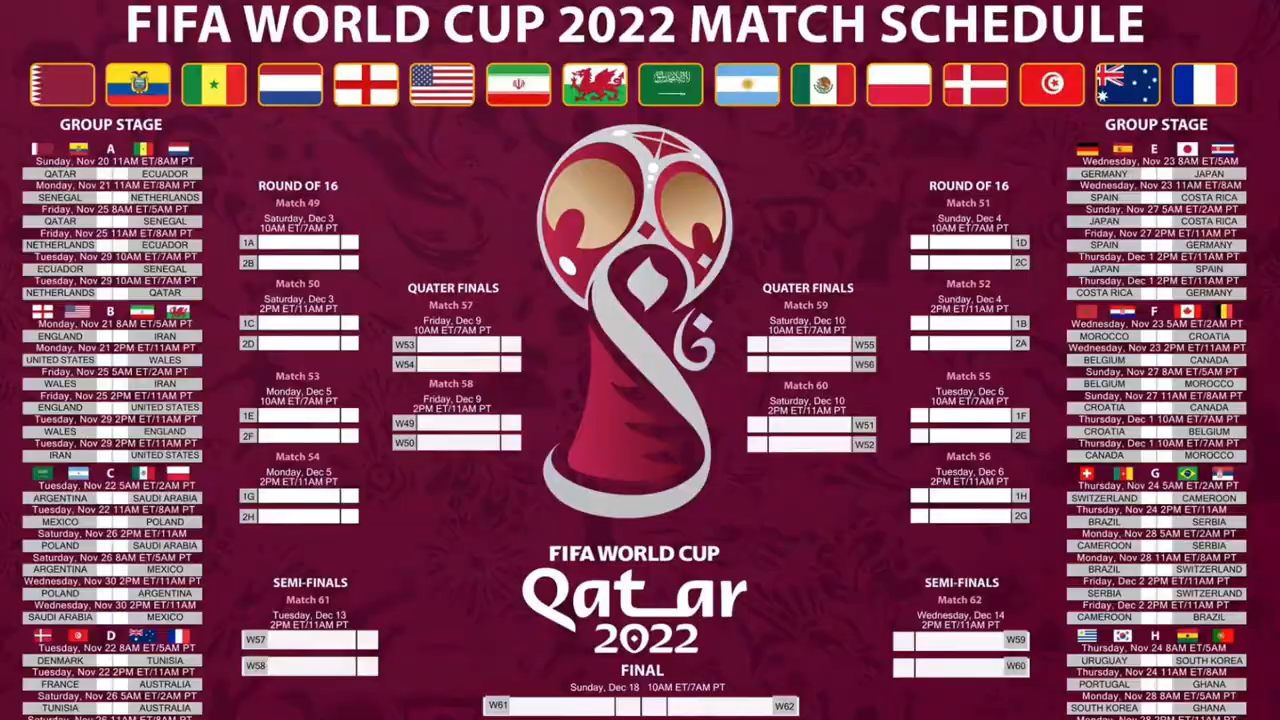 FIFA WORLD CUP 2022 MATCH SCHEDULE
GROUP STAGE
A
Sunday, Nov 20 11AM ET/8AM PT
QATAR ECUADOR
Monday, Nov 21 11AM ET/8AM PT
SENEGAL NETHERLANDS
Friday, Nov 25 8AM ET/5AM PT
QATAR SENEGAL
Friday, Nov 25 11AM ET/8AM PT
NETHERLANDS ECUADOR
Tuesday, Nov 29 10AM ET/7AM PT
ECUADOR SENEGAL
Tuesday, Nov 29 10AM ET/7AM PT
NETHERLANDS QATAR
B
Monday, Nov 21 8AM ET/5AM PT
ENGLAND IRAN
Monday, Nov 21 2PM ET/11AM PT
UNITED STATES WALES
Friday, Nov 25 5AM ET/2AM PT
WALES IRAN
Friday, Nov 25 2PM ET/11AM PT
ENGLAND UNITED STATES
Tuesday, Nov 29 2PM ET/11AM PT
WALES ENGLAND
Tuesday, Nov 29 2PM ET/11AM PT
IRAN UNITED STATES
C
Tuesday, Nov 22 5AM ET/2AM PT
ARGENTINA SAUDI ARABIA
Tuesday, Nov 22 11AM ET/8AM PT
MEXICO POLAND
Saturday, Nov 26 2PM ET/11AM
POLAND SAUDI ARABIA
Saturday, Nov 26 8AM ET/5AM PT
ARGENTINA MEXICO
Wednesday, Nov 30 2PM ET/11AM PT
POLAND ARGENTINA
Wednesday, Nov 30 2PM ET/11AM
SAUDI ARABIA MEXICO
D
Tuesday, Nov 22 8AM ET/5AM PT
DENMARK TUNISIA
Tuesday, Nov 22 2PM ET/11AM PT
FRANCE AUSTRALIA
Saturday, Nov 26 5AM ET/2AM PT
TUNISIA AUSTRALIA
Saturday, Nov 26 11AM ET/8AM PT
ROUND OF 16
Match 49
Saturday, Dec 3
10AM ET/7AM PT
1A
2B
Match 50
Saturday, Dec 3
2PM ET/11AM PT
1C
2D
Match 53
Monday, Dec 5
10AM ET/7AM PT
1E
2F
Match 54
Monday, Dec 5
2PM ET/11AM PT
1G
2H
QUATER FINALS
Match 57
Friday, Dec 9
10AM ET/7AM PT
W53
W54
Match 58
Friday, Dec 9
2PM ET/11AM PT
W49
W50
SEMI-FINALS
Match 61
Tuesday, Dec 13
2PM ET/11AM PT
W57
W58
FIFA WORLD CUP
Qatar
2022
FINAL
Sunday, Dec 18 10AM ET/7AM PT
W61 W62
QUATER FINALS
Match 59
Saturday, Dec 10
10AM ET/7AM PT
W55
W56
Match 60
Saturday, Dec 10
2PM ET/11AM PT
W51
W52
ROUND OF 16
Match 51
Sunday, Dec 4
10AM ET/7AM PT
1D
2C
Match 52
Sunday, Dec 4
2PM ET/11AM PT
1B
2A
Match 55
Tuesday, Dec 6
10AM ET/7AM PT
1F
2E
Match 56
Tuesday, Dec 6
2PM ET/11AM PT
1H
2G
SEMI-FINALS
Match 62
Wednesday, Dec 14
2PM ET/11AM PT
W59
W60
GROUP STAGE
E
Wednesday, Nov 23 8AM ET/5AM
GERMANY JAPAN
Wednesday, Nov 23 11AM ET/8AM
SPAIN COSTA RICA
Sunday, Nov 27 5AM ET/2AM PT
JAPAN COSTA RICA
Friday, Nov 27 2PM ET/11AM PT
SPAIN GERMANY
Thursday, Dec 1 2PM ET/11AM PT
JAPAN SPAIN
Thursday, Dec 1 2PM ET/11AM PT
COSTA RICA GERMANY
F
Wednesday, Nov 23 5AM ET/2AM PT
MOROCCO CROATIA
Wednesday, Nov 23 2PM ET/11AM PT
BELGIUM CANADA
Sunday, Nov 27 8AM ET/5AM PT
BELGIUM MOROCCO
Sunday, Nov 27 11AM ET/8AM PT
CROATIA CANADA
Thursday, Dec 1 10AM ET/7AM PT
CROATIA BELGIUM
Thursday, Dec 1 10AM ET/7AM PT
CANADA MOROCCO
G
Thursday, Nov 24 5AM ET/2AM PT
SWITZERLAND CAMEROON
Thursday, Nov 24 2PM ET/11AM
BRAZIL SERBIA
Monday, Nov 28 5AM ET/2AM PT
CAMEROON SERBIA
Monday, Nov 28 11AM ET/8AM PT
BRAZIL SWITZERLAND
Friday, Dec 2 2PM ET/11AM PT
SERBIA SWITZERLAND
Friday, Dec 2 2PM ET/11AM PT
CAMEROON BRAZIL
H
Thursday, Nov 24 8AM ET/5AM
URUGUAY SOUTH KOREA
Thursday, Nov 24 11AM ET/8AM
PORTUGAL GHANA
Monday, Nov 28 8AM ET/5AM PT
SOUTH KOREA GHANA
Monday, Nov 28 2PM ET/11AM PT